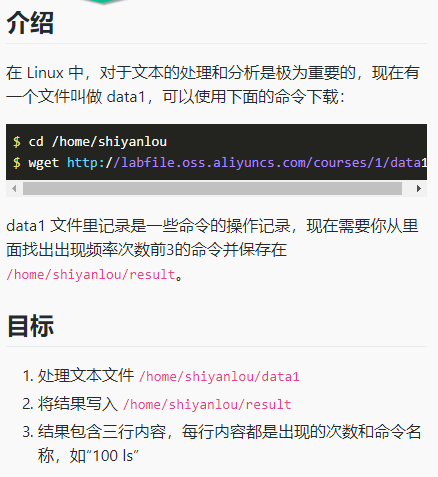 介绍
在 Linux 中，对于文本的处理和分析是极为重要的，现在有
一个文件叫做 data1，可以使用下面的命令下载：
$ cd /home/shiyanlou
$ wget http://labfile.oss.aliyuncs.com/courses/1/data1
data1 文件里记录是一些命令的操作记录，现在需要你从里
面找出出现频率次数前3的命令并保存在
/home/shiyanlou/result。
目标
1. 处理文本文件 /home/shiyanlou/data1
2. 将结果写入 /home/shiyanlou/result
3. 结果包含三行内容，每行内容都是出现的次数和命令名
称，如“100 ls”